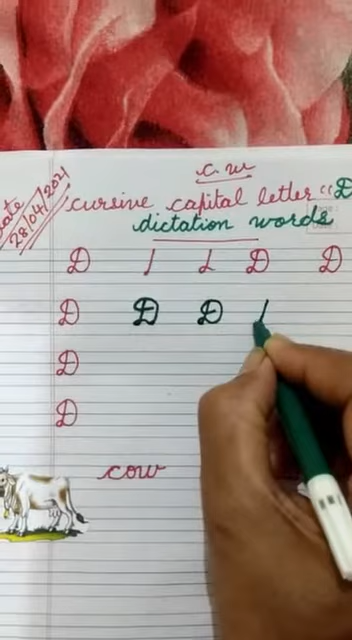 c.w
Date
28/04/2021
cursive capital letter "D
dictation words
D D D
D D D
D
D
cow